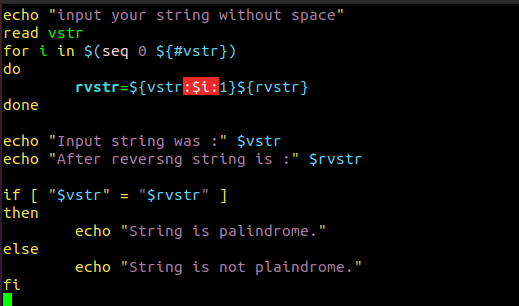 echo "input your string without space"
read vstr
for i in $(seq 0 ${#vstr})
do
        rvstr=${vstr:$i:1}${rvstr}
done

echo "Input string was :" $vstr
echo "After reversng string is :" $rvstr

if [ "$vstr" = "$rvstr" ]
then
        echo "String is palindrome."
else
        echo "String is not plaindrome."
fi